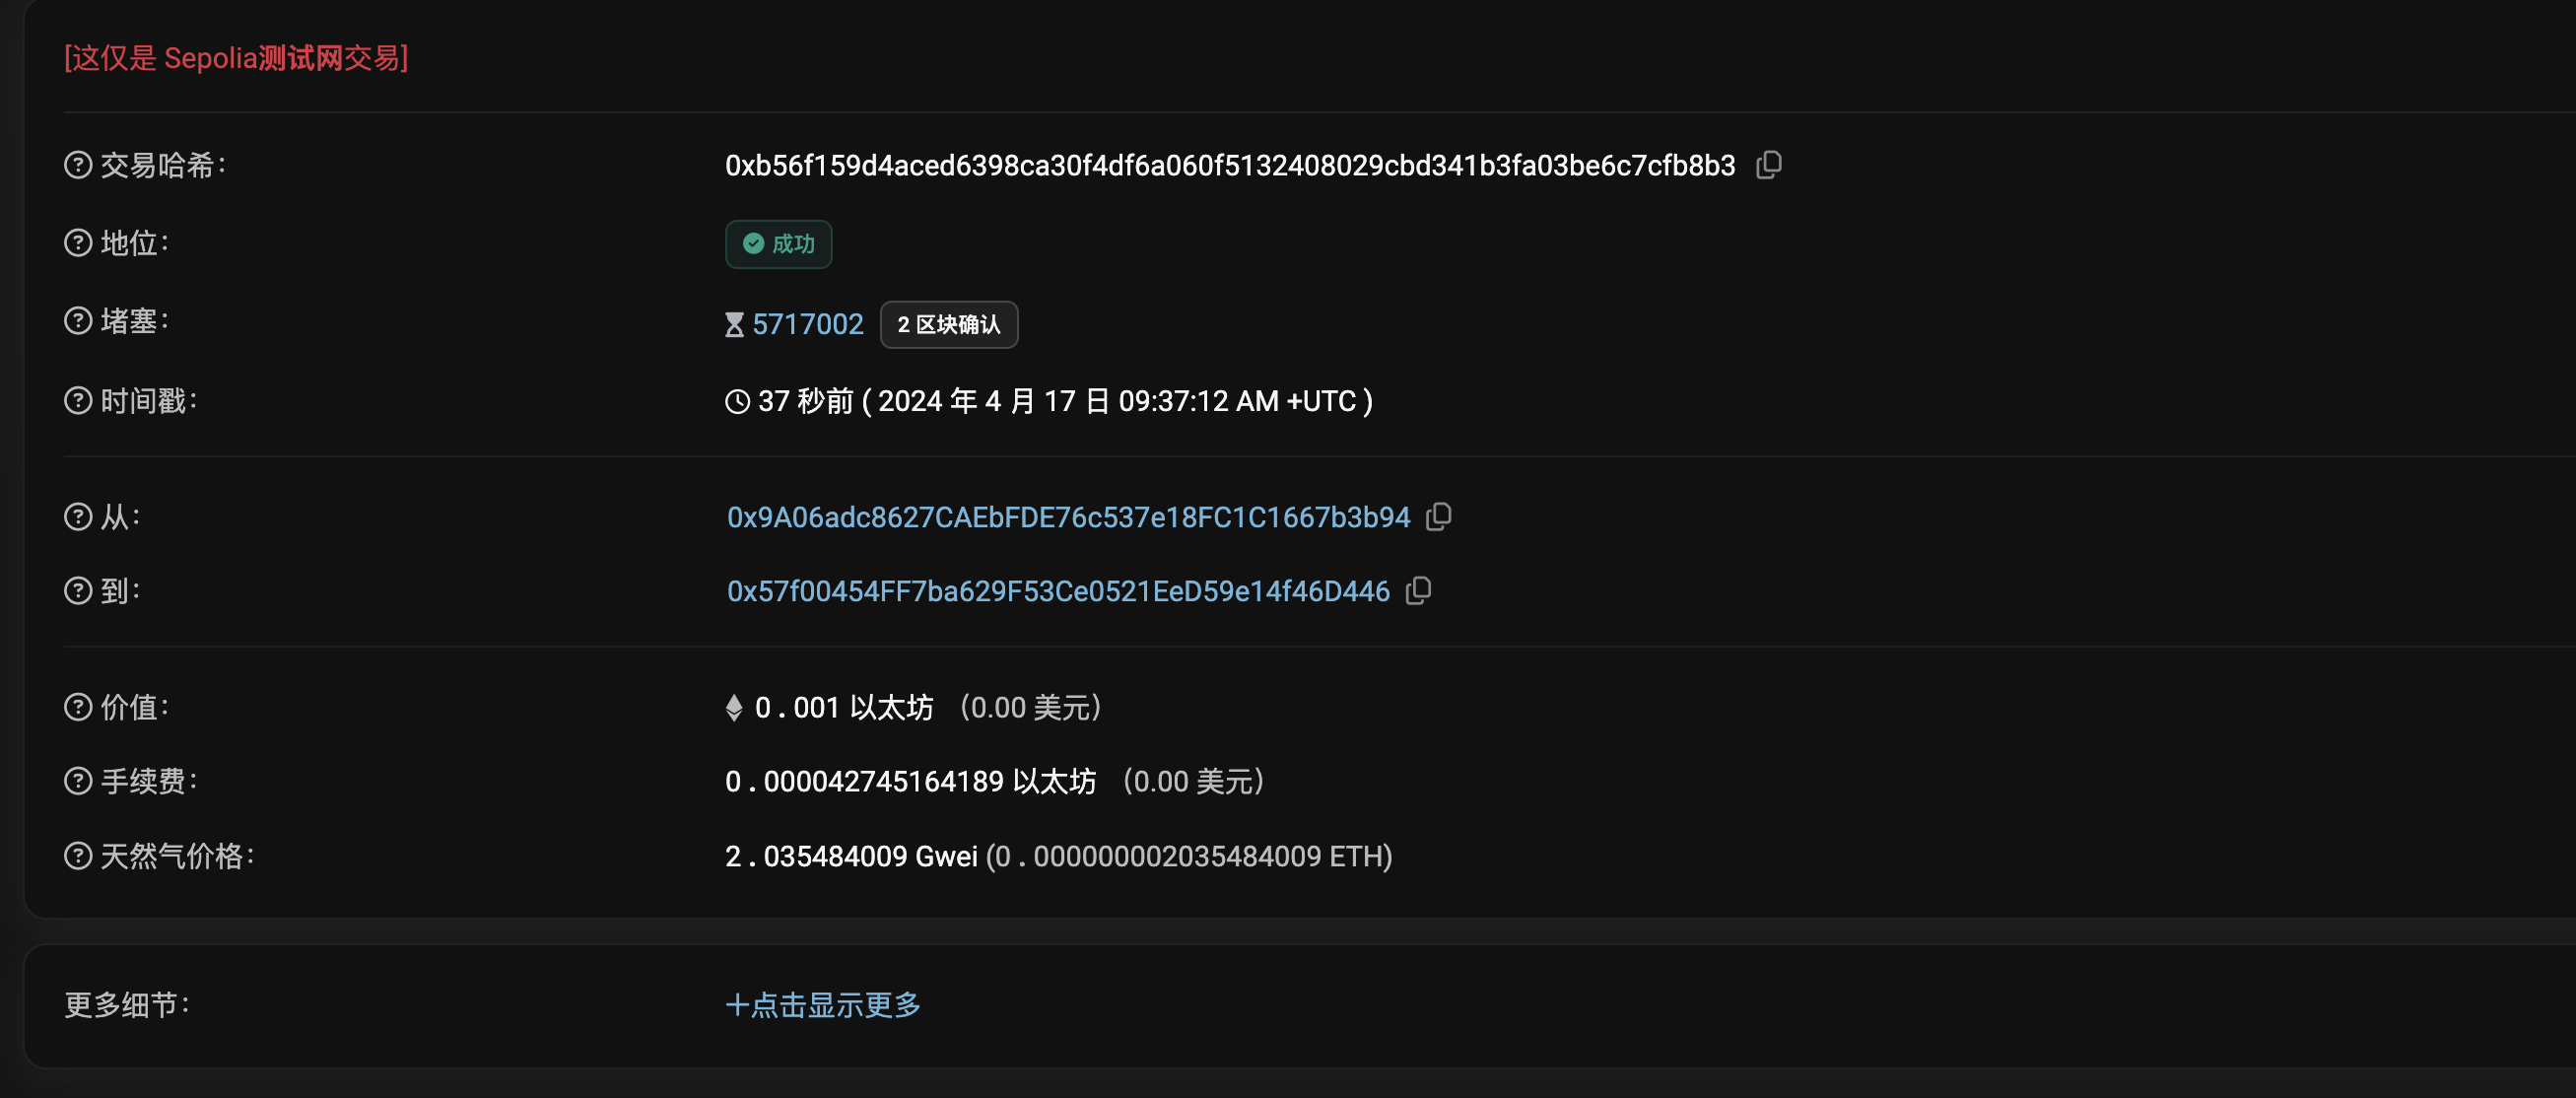 [这仅是 Sepolia测试网交易]
交易哈希：
0xb56f159d4aced6398ca30f4df6a060f5132408029cbd341b3fa03be6c7cfb8b3
地位：
成功
堵塞：
5717002 2 区块确认
时间戳：
37 秒前 ( 2024 年 4 月 17 日 09:37:12 AM +UTC )
从：
0x9A06adc8627CAEbFDE76c537e18FC1C1667b3b94
到：
0x57f00454FF7ba629F53Ce0521EeD59e14f46D446
价值：
0 . 001 以太坊 （0.00 美元）
手续费：
0 . 000042745164189 以太坊 （0.00 美元）
天然气价格：
2 . 035484009 Gwei (0 . 000000002035484009 ETH)
更多细节：
+点击显示更多